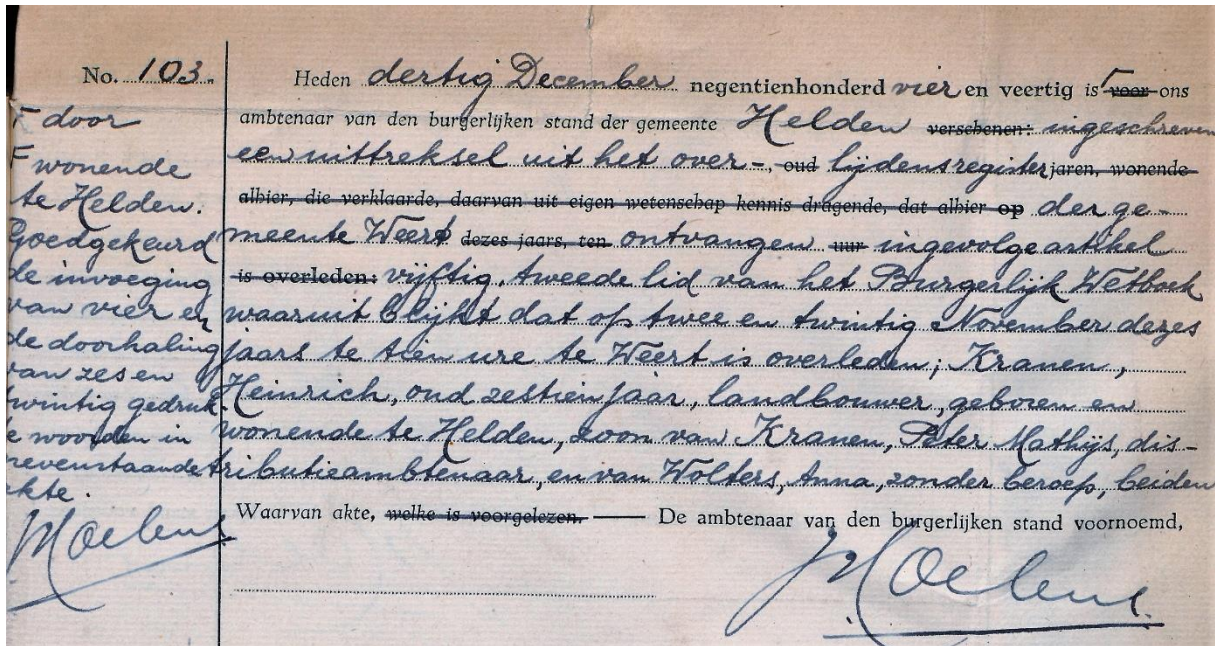 No. 103.
door
wonende
te Helden.
Goedgekeurd
de invoeging
van vier en
de doorhaling
van zes en
twintig gedruk-
te woorden in
nevenstaande
akte.
Heden dertig December negentienhonderd vier en veertig is voor ons
ambtenaar van den burgerlijken stand der gemeente Helden verschenen: ingeschreven
een uittreksel uit het over-, oud lijdensregister jaren, wonende
alhier, die verklaarde, daarvan uit eigen wetenschap kennis dragende, dat alhier op der ge-
meente Weert dezes jaars, ten ontvangen uur ingevolge artikel
is overleden: vijftig, tweede lid van het Burgerlijk Wetboek
waaruit blijkt dat op twee en twintig November dezes
jaars te tien ure te Weert is overleden; Kranen,
Heinrich, oud zestien jaar, landbouwer, geboren en
wonende te Helden, zoon van Kranen, Peter Mathijs, dis-
tributieambtenaar, en van Wolters, Anna, zonder beroep, beiden
Waarvan akte, welke is voorgelezen. De ambtenaar van den burgerlijken stand voornoemd,